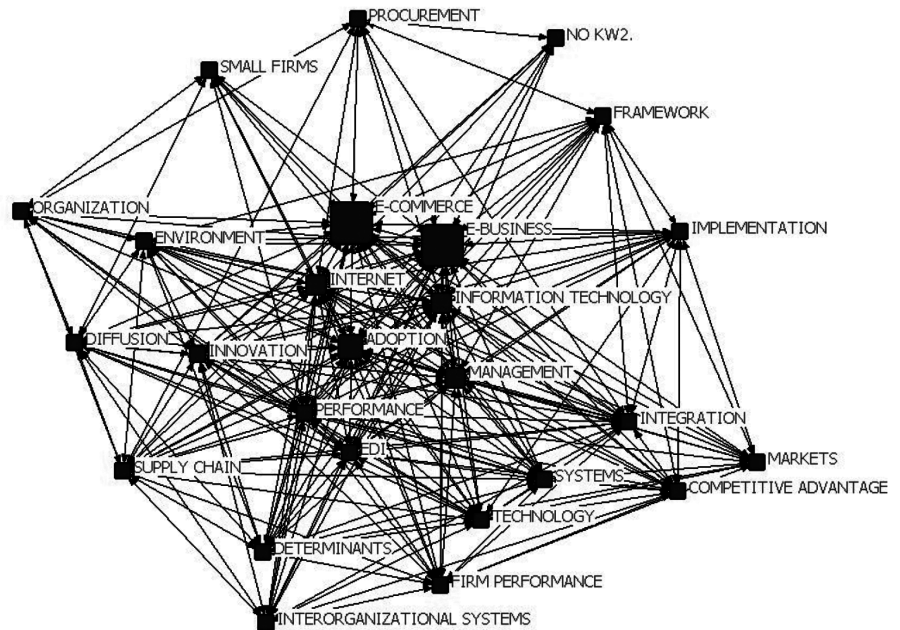 PROCUREMENT
NO KW2.
SMALL FIRMS
FRAMEWORK
ORGANIZATION
E-COMMERCE
E-BUSINESS
IMPLEMENTATION
ENVIRONMENT
INTERNET
INFORMATION TECHNOLOGY
DIFFUSION
INNOVATION
ADOPTION
MANAGEMENT
PERFORMANCE
INTEGRATION
EDI
SUPPLY CHAIN
SYSTEMS
MARKETS
COMPETITIVE ADVANTAGE
TECHNOLOGY
DETERMINANTS
FIRM PERFORMANCE
INTERORGANIZATIONAL SYSTEMS